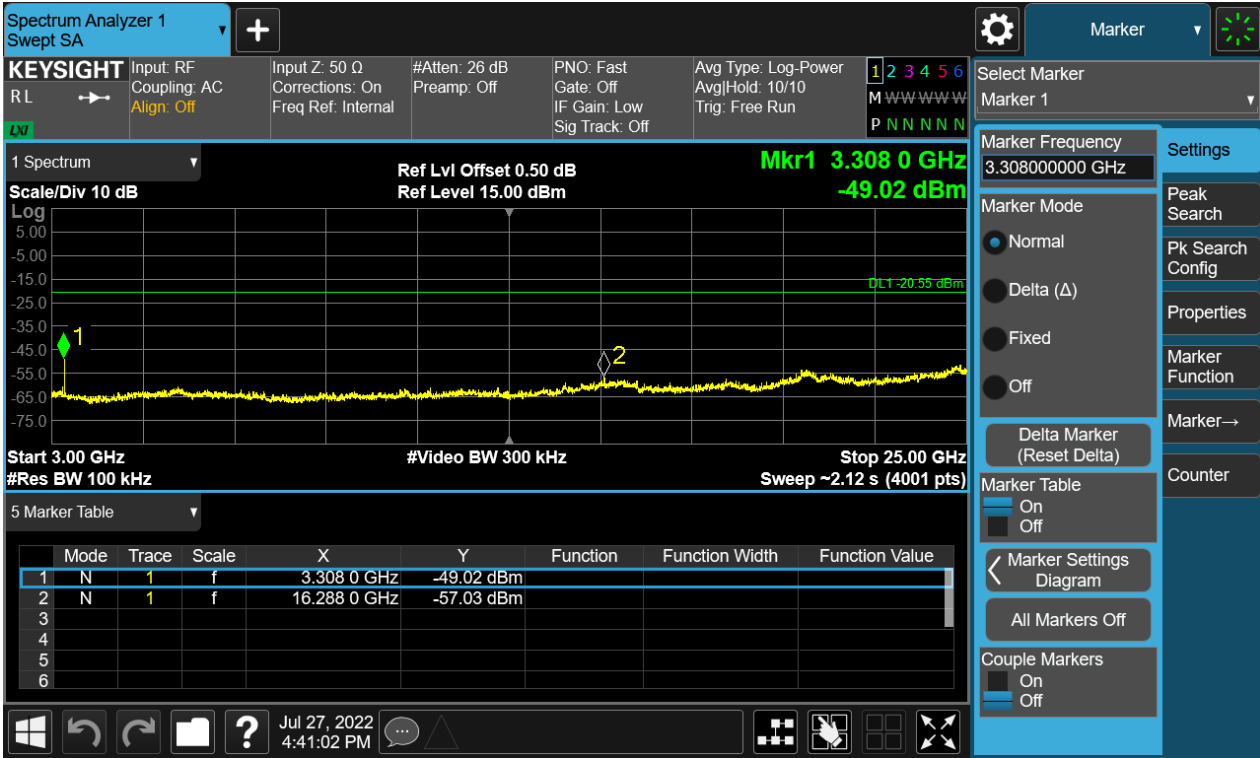 Spectrum Analyzer 1
Swept SA
+
Marker
KEYSIGHT
RL
LXI
Input: RF
Coupling: AC
Align: Off
Input Z: 50 Ω
Corrections: On
Freq Ref: Internal
#Atten: 26 dB
Preamp: Off
PNO: Fast
Gate: Off
IF Gain: Low
Sig Track: Off
Avg Type: Log-Power
Avg|Hold: 10/10
Trig: Free Run
1 2 3 4 5 6
M W W W W W W
P N N N N N
Select Marker
Marker 1
1 Spectrum
Scale/Div 10 dB
Ref Lvl Offset 0.50 dB
Ref Level 15.00 dBm
Mkr1 3.308 0 GHz
-49.02 dBm
Log
5.00
-5.00
-15.0
-25.0
-35.0
-45.0
-55.0
-65.0
-75.0
DL1 -20.55 dBm
1
2
Start 3.00 GHz
#Res BW 100 kHz
#Video BW 300 kHz
Stop 25.00 GHz
Sweep ~2.12 s (4001 pts)
5 Marker Table
Mode Trace Scale X Y Function Function Width Function Value
1 N 1 f 3.308 0 GHz -49.02 dBm
2 N 1 f 16.288 0 GHz -57.03 dBm
3
4
5
6
Marker Frequency
3.308000000 GHz
Marker Mode
Normal
Delta (Δ)
Fixed
Off
Delta Marker
(Reset Delta)
Marker Table
On
Off
Marker Settings
Diagram
All Markers Off
Couple Markers
On
Off
Settings
Peak
Search
Pk Search
Config
Properties
Marker
Function
Marker→
Counter
?
Jul 27, 2022
4:41:02 PM